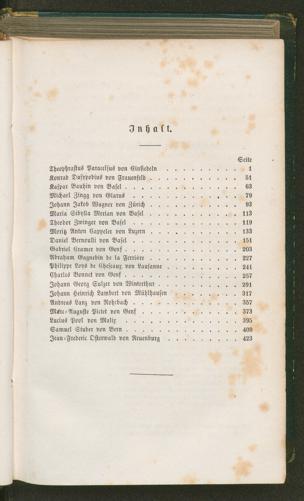 Inhalt.
Seite
Theophrastus Paracelsus von Einsiedeln . . . . . . . . . . 1
Konrad Dasypodius von Frauenfeld . . . . . . . . . . 51
Kaspar Bauhin von Basel . . . . . . . . . . 63
Michael Zingg von Glarus . . . . . . . . . . 79
Johann Jakob Wagner von Zürich . . . . . . . . . . 93
Maria Sibylla Merian von Basel . . . . . . . . . . 113
Theodor Zwinger von Basel . . . . . . . . . . 119
Moritz Anton Cappeler von Luzern . . . . . . . . . . 133
Daniel Bernoulli von Basel . . . . . . . . . . 151
Gabriel Cramer von Genf . . . . . . . . . . 203
Abraham Gagnebin de la Ferrière . . . . . . . . . . 227
Philippe Loys de Cheseaux von Lausanne . . . . . . . . . . 241
Charles Bonnet von Genf . . . . . . . . . . 257
Johann Georg Sulzer von Winterthur . . . . . . . . . . 291
Johann Heinrich Lambert von Mühlhausen . . . . . . . . . . 317
Andreas Lanz von Rohrbach . . . . . . . . . . 357
Marc-Auguste Pictet von Genf . . . . . . . . . . 373
Lucius Pool von Malix . . . . . . . . . . 395
Samuel Studer von Bern . . . . . . . . . . 409
Jean-Frederic Osterwald von Neuenburg . . . . . . . . . . 423